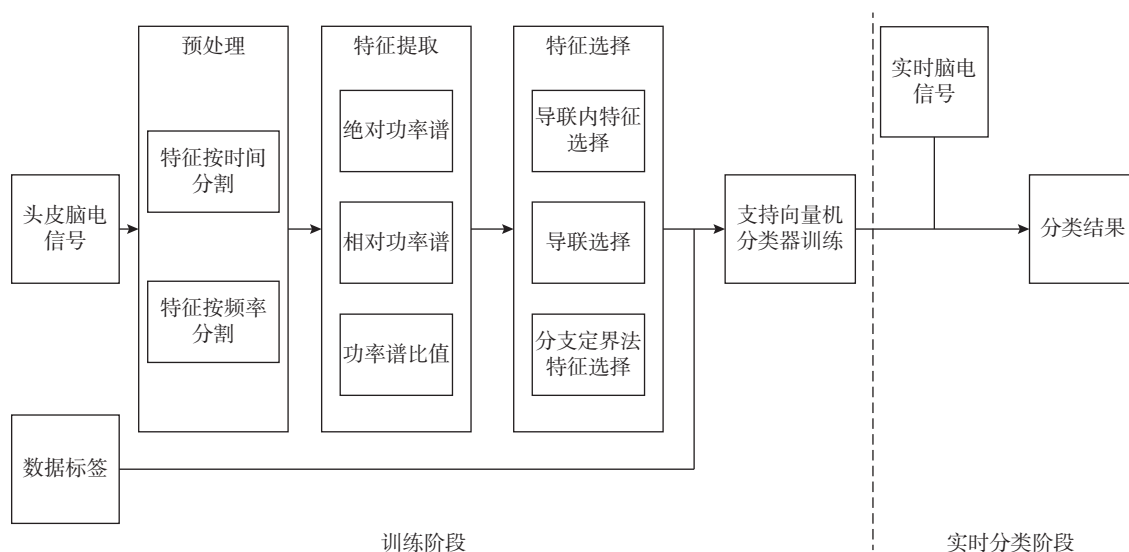 预处理
特征按时间
分割
特征按频率
分割
特征提取
绝对功率谱
相对功率谱
功率谱比值
特征选择
导联内特征
选择
导联选择
分支定界法
特征选择
头皮脑电
信号
数据标签
支持向量机
分类器训练
实时脑电
信号
分类结果
训练阶段
实时分类阶段